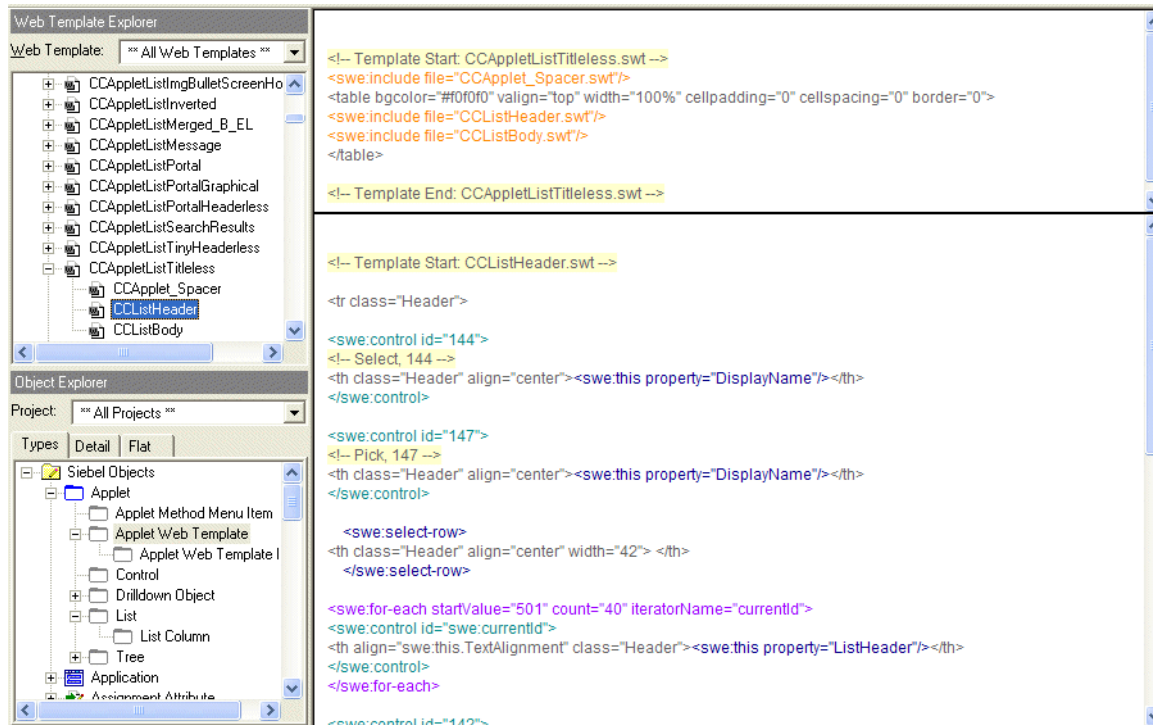 Web Template Explorer
Web Template: ** All Web Templates **
CCAppletListImgBulletScreenHo
CCAppletListInverted
CCAppletListMerged_B_EL
CCAppletListMessage
CCAppletListPortal
CCAppletListPortalGraphical
CCAppletListPortalHeaderless
CCAppletListSearchResults
CCAppletListTinyHeaderless
CCAppletListTitleless
CCApplet_Spacer
CCListHeader
CCListBody
Object Explorer
Project: ** All Projects **
Types Detail Flat
Siebel Objects
Applet
Applet Method Menu Item
Applet Web Template
Applet Web Template I
Control
Drilldown Object
List
List Column
Tree
Application
Assignment Attribute
<!-- Template Start: CCAppletListTitleless.swt -->
<swe:include file="CCApplet_Spacer.swt"/>
<table bgcolor="#f0f0f0" valign="top" width="100%" cellpadding="0" cellspacing="0" border="0">
<swe:include file="CCListHeader.swt"/>
<swe:include file="CCListBody.swt"/>
</table>
<!-- Template End: CCAppletListTitleless.swt -->
<!-- Template Start: CCListHeader.swt -->
<tr class="Header">
<swe:control id="144">
<!-- Select, 144 -->
<th class="Header" align="center"><swe:this property="DisplayName"/></th>
</swe:control>
<swe:control id="147">
<!-- Pick, 147 -->
<th class="Header" align="center"><swe:this property="DisplayName"/></th>
</swe:control>
<swe:select-row>
<th class="Header" align="center" width="42"> </th>
</swe:select-row>
<swe:for-each startValue="501" count="40" iteratorName="currentId">
<swe:control id="swe:currentId">
<th align="swe:this.TextAlignment" class="Header"><swe:this property="ListHeader"/></th>
</swe:control>
</swe:for-each>
<swe:control id="142">